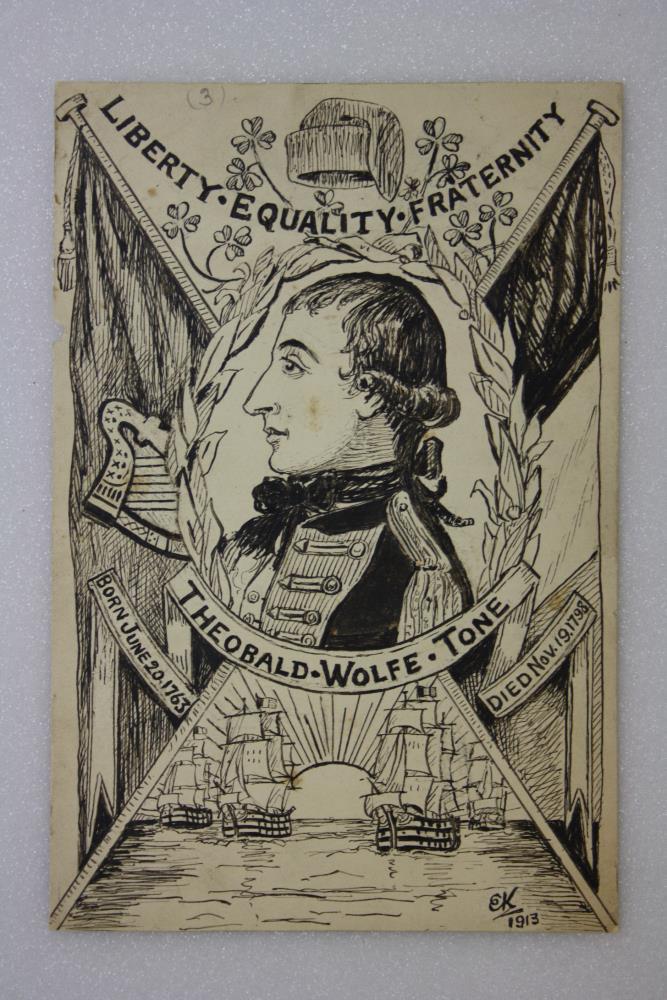 (3)
LIBERTY · EQUALITY · FRATERNITY
THEOBALD · WOLFE · TONE
BORN JUNE 20. 1763
DIED NOV. 19. 1798
EK
1913